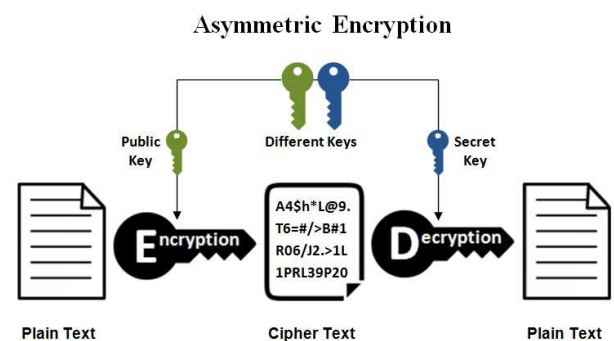 Asymmetric Encryption
Public
Key
Different Keys
Secret
Key
Encryption
A4$h*L@9.
T6=#/>B#1
R06/J2.>1L
1PRL39P20
Decryption
Plain Text
Cipher Text
Plain Text